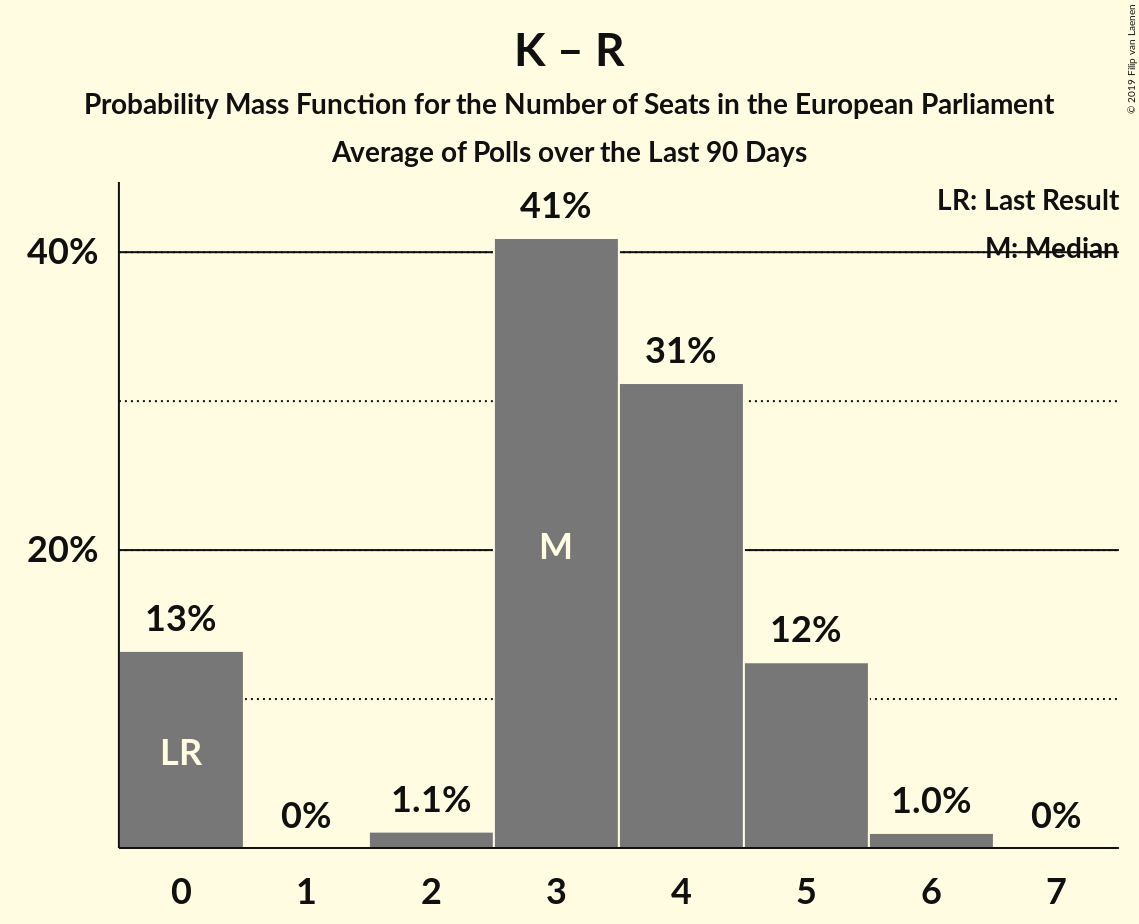 K – R
Probability Mass Function for the Number of Seats in the European Parliament
Average of Polls over the Last 90 Days
© 2019 Filip van Laenen
LR: Last Result
M: Median
40%
20%
13%
0%
1.1%
41%
31%
12%
1.0%
0%
LR
M
0 1 2 3 4 5 6 7